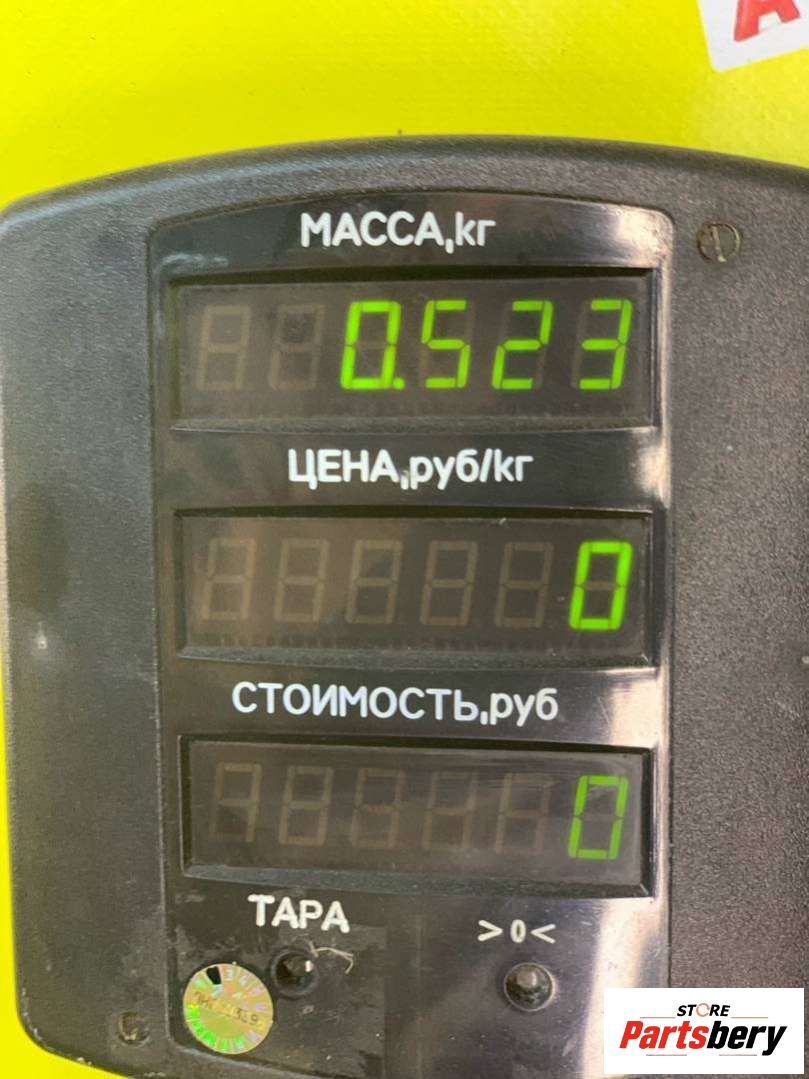 А
МАССА,кг
0.523
ЦЕНА,руб/кг
0
СТОИМОСТЬ,руб
0
ТАРА
>0<
STORE
Partsbery